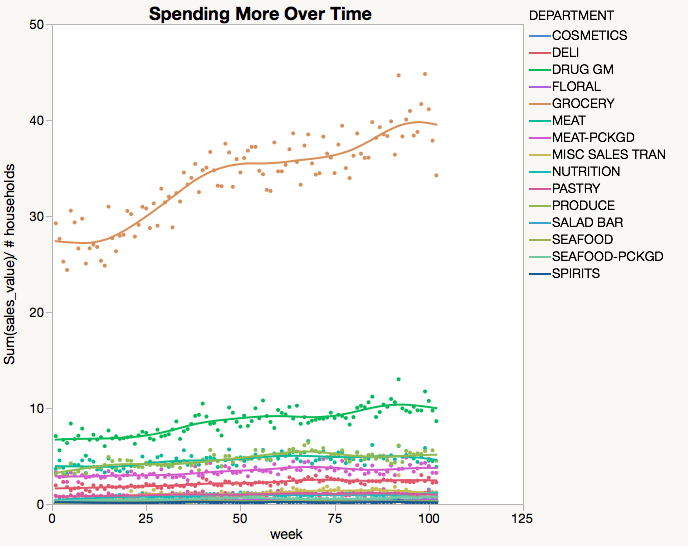 Spending More Over Time
Sum(sales_value)/ # households
50
40
30
20
10
0
0 25 50 75 100 125
week
DEPARTMENT
COSMETICS
DELI
DRUG GM
FLORAL
GROCERY
MEAT
MEAT-PCKGD
MISC SALES TRAN
NUTRITION
PASTRY
PRODUCE
SALAD BAR
SEAFOOD
SEAFOOD-PCKGD
SPIRITS